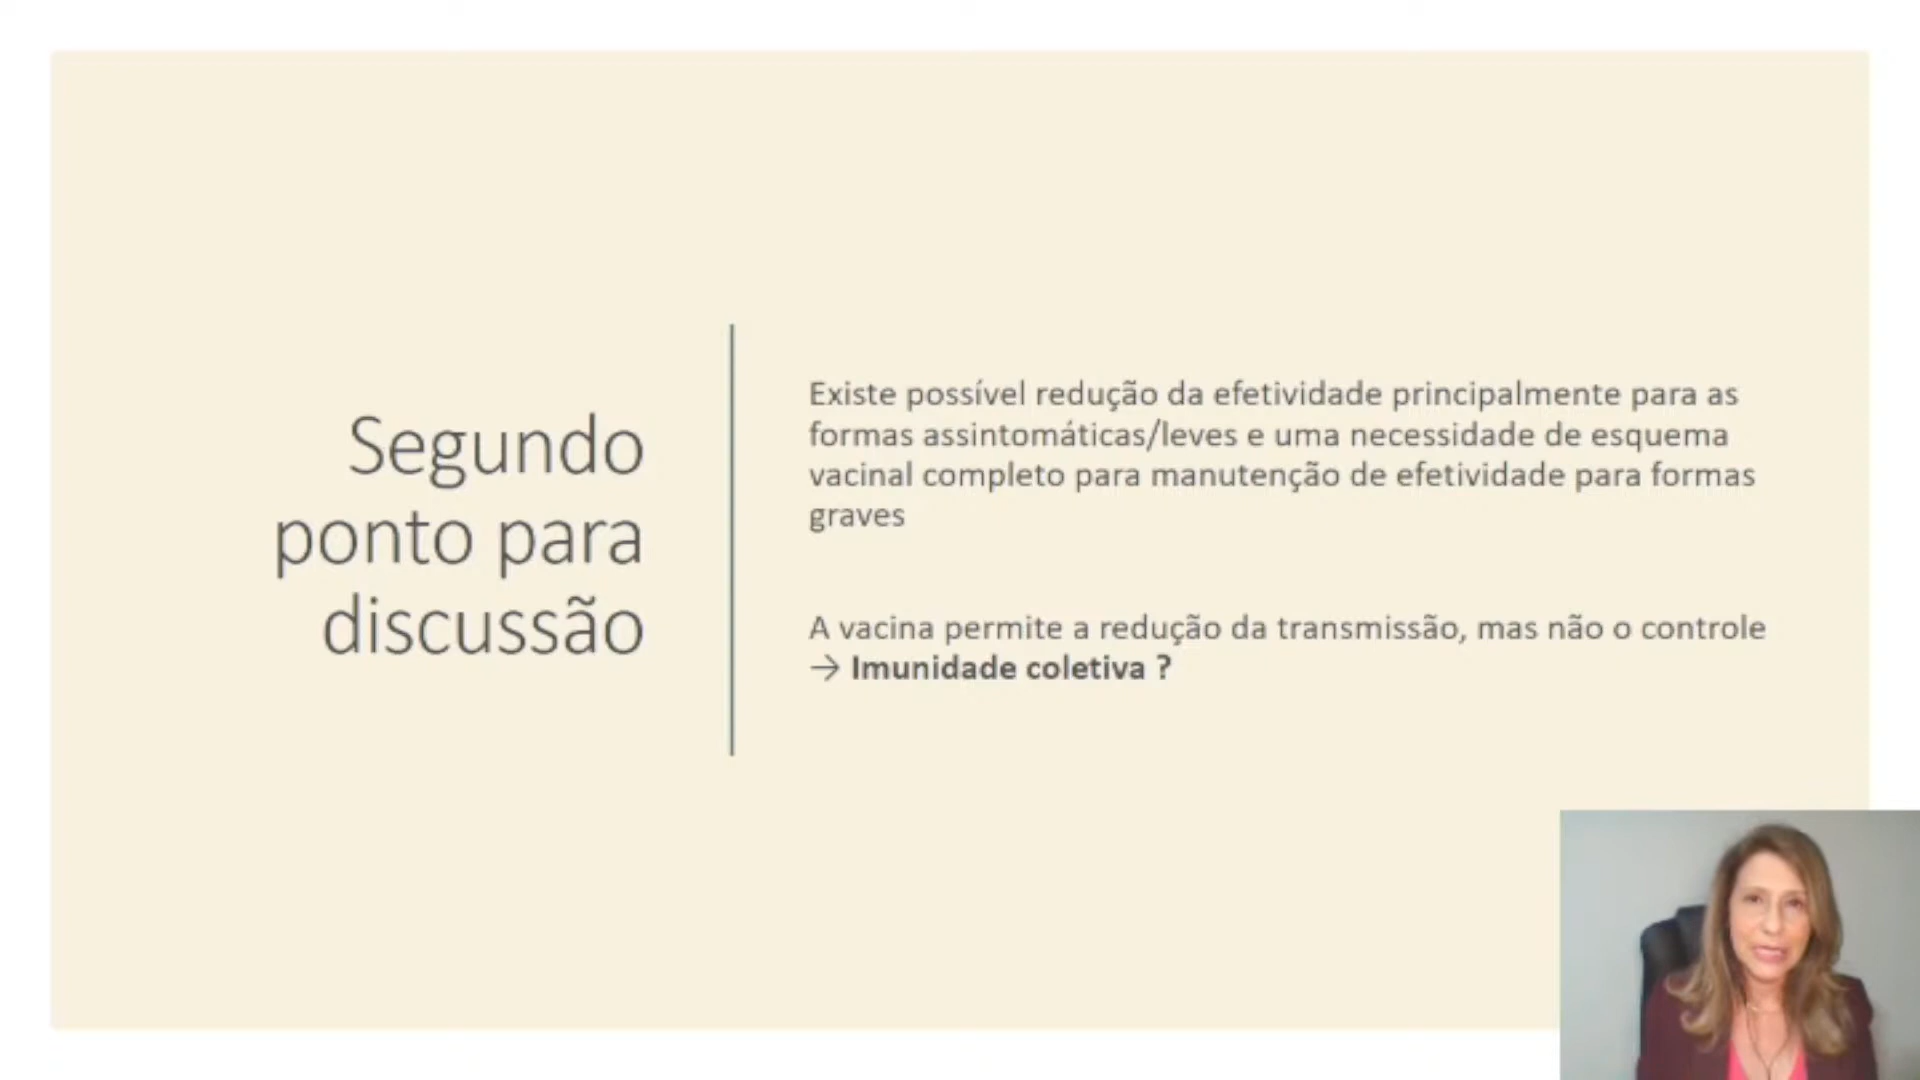 Segundo
ponto para
discussão
Existe possível redução da efetividade principalmente para as
formas assintomáticas/leves e uma necessidade de esquema
vacinal completo para manutenção de efetividade para formas
graves
A vacina permite a redução da transmissão, mas não o controle
→ Imunidade coletiva ?